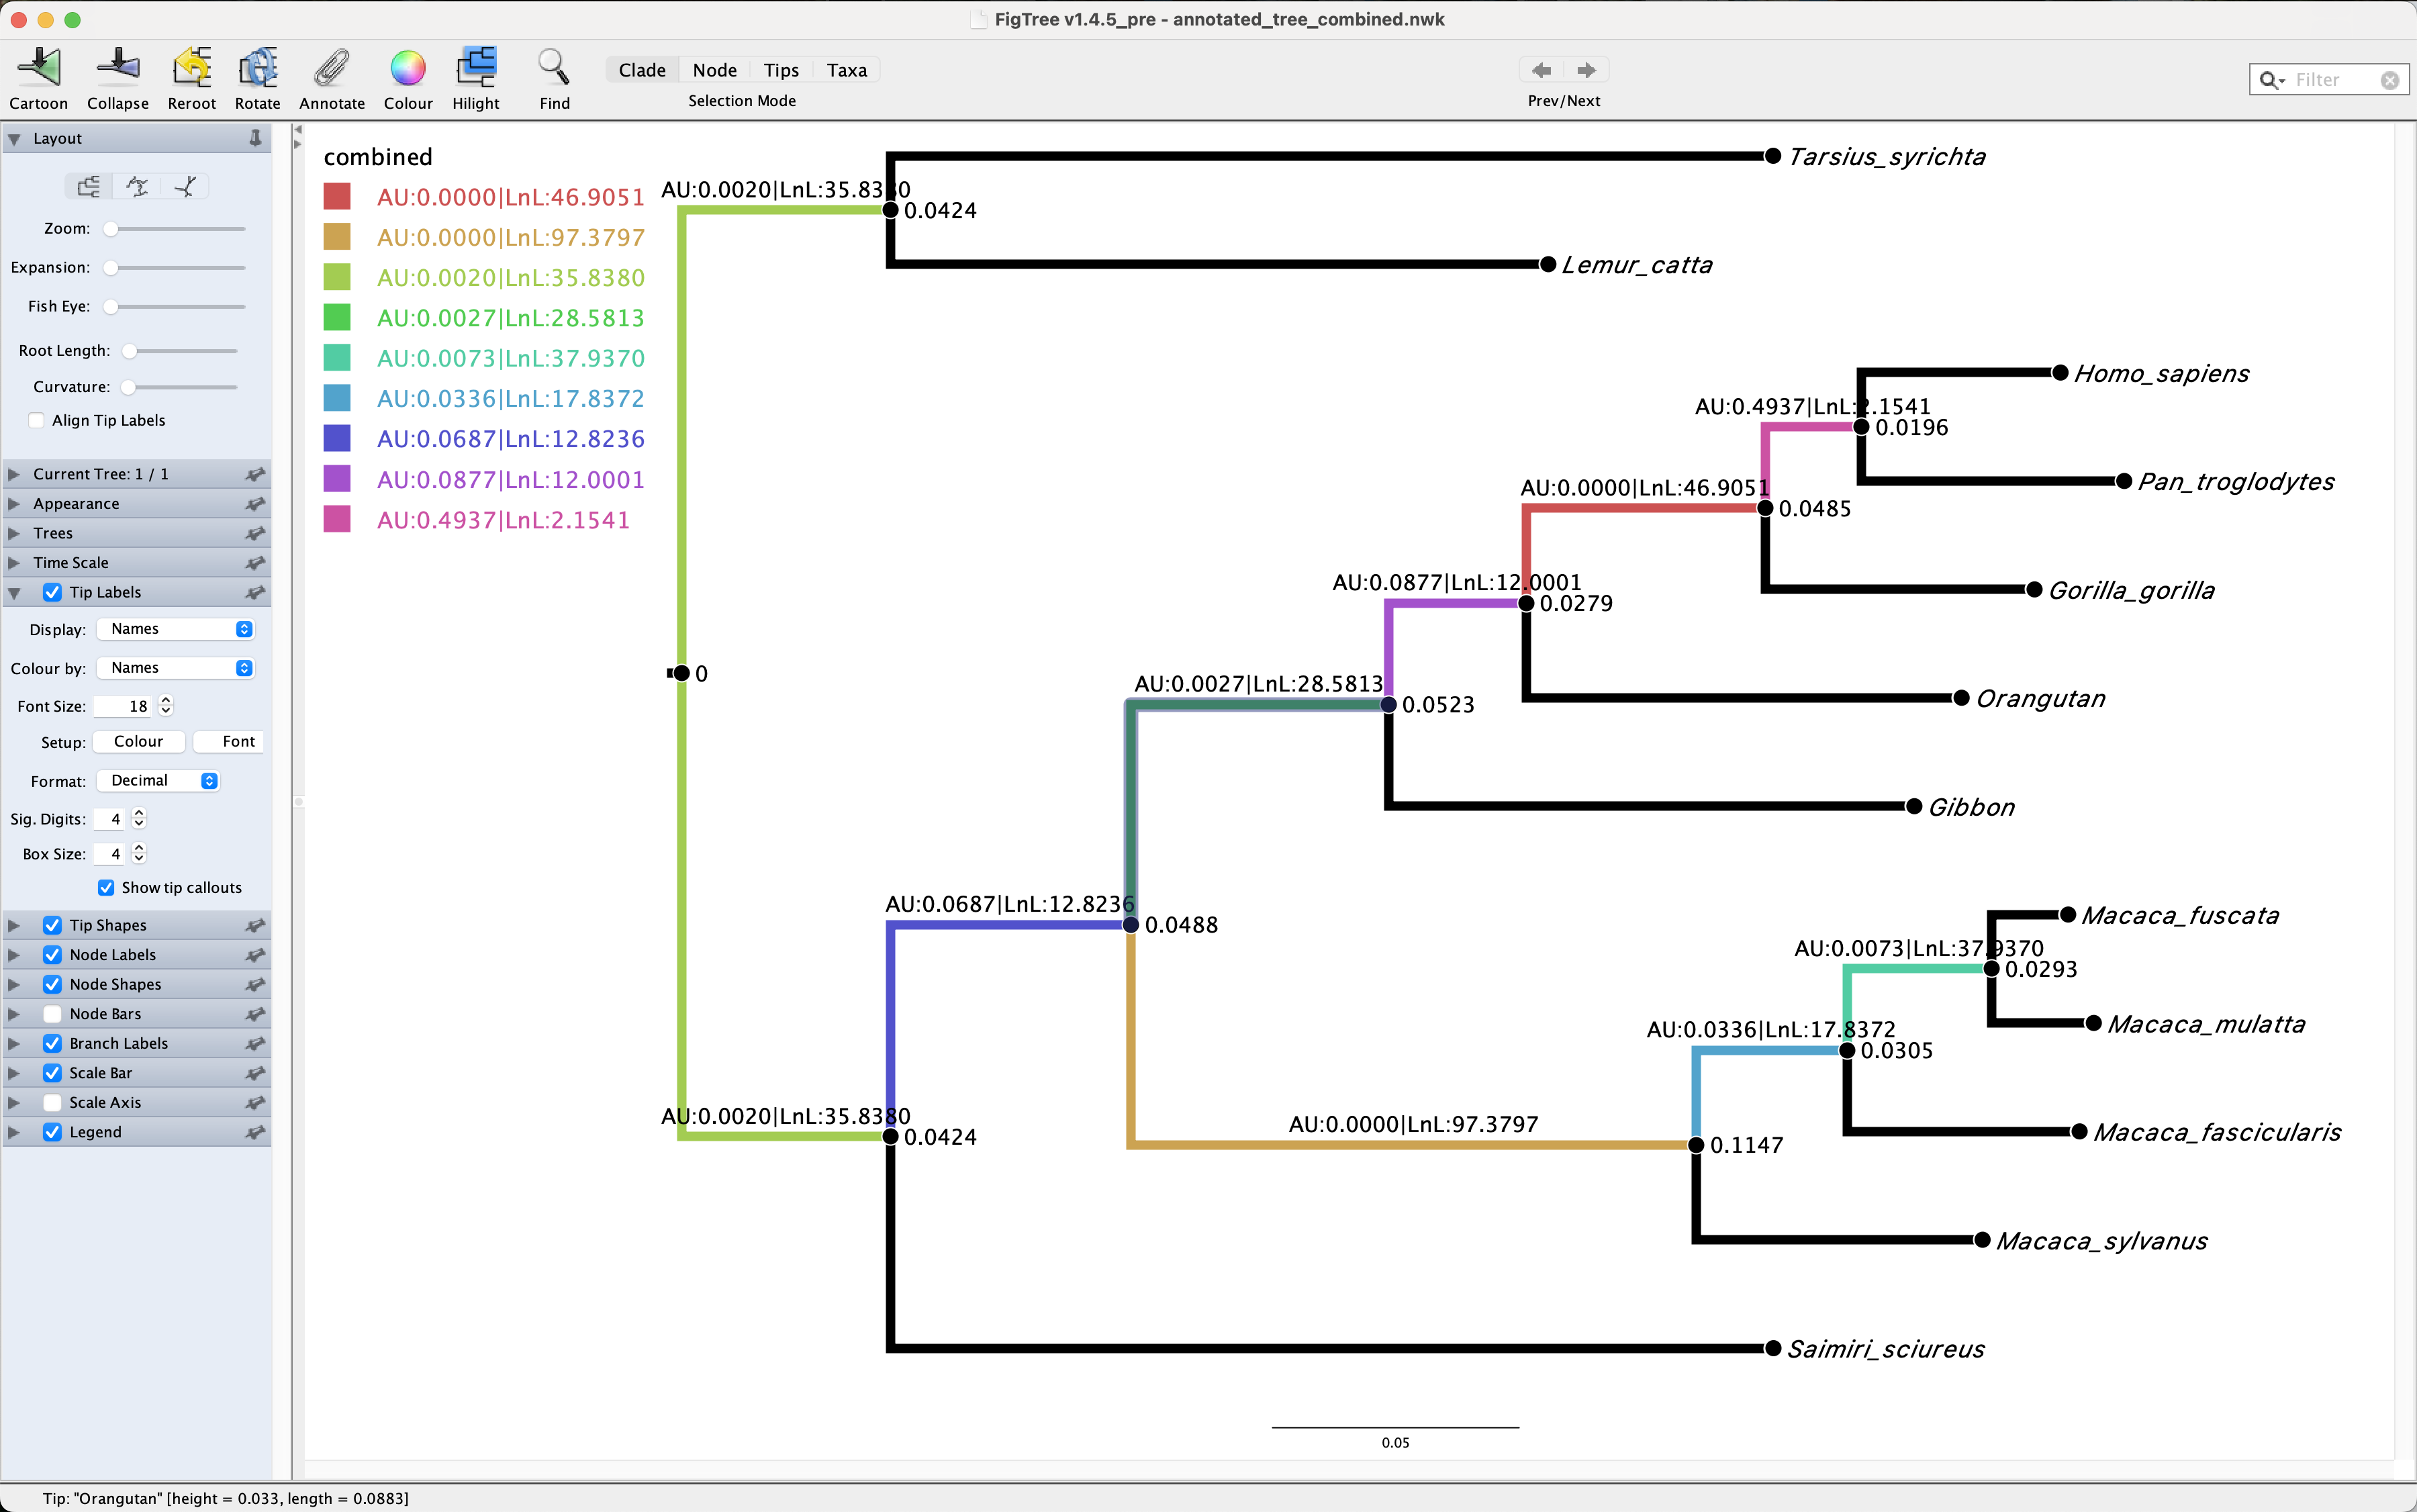 FigTree v1.4.5_pre - annotated_tree_combined.nwk
Cartoon Collapse Reroot Rotate Annotate Colour Hilight Find
Clade Node Tips Taxa
Selection Mode
Prev/Next
Filter
Layout
Zoom:
Expansion:
Fish Eye:
Root Length:
Curvature:
Align Tip Labels
Current Tree: 1 / 1
Appearance
Trees
Time Scale
Tip Labels
Display: Names
Colour by: Names
Font Size: 18
Setup: Colour Font
Format: Decimal
Sig. Digits: 4
Box Size: 4
Show tip callouts
Tip Shapes
Node Labels
Node Shapes
Node Bars
Branch Labels
Scale Bar
Scale Axis
Legend
combined
AU:0.0000|LnL:46.9051
AU:0.0000|LnL:97.3797
AU:0.0020|LnL:35.8380
AU:0.0027|LnL:28.5813
AU:0.0073|LnL:37.9370
AU:0.0336|LnL:17.8372
AU:0.0687|LnL:12.8236
AU:0.0877|LnL:12.0001
AU:0.4937|LnL:2.1541
Tarsius_syrichta
AU:0.0020|LnL:35.8380
0.0424
Lemur_catta
Homo_sapiens
AU:0.4937|LnL:2.1541
0.0196
Pan_troglodytes
AU:0.0000|LnL:46.9051
0.0485
Gorilla_gorilla
AU:0.0877|LnL:12.0001
0.0279
0
AU:0.0027|LnL:28.5813
Orangutan
0.0523
Gibbon
AU:0.0687|LnL:12.8236
0.0488
Macaca_fuscata
AU:0.0073|LnL:37.9370
0.0293
Macaca_mulatta
AU:0.0336|LnL:17.8372
0.0305
AU:0.0020|LnL:35.8380
0.0424
AU:0.0000|LnL:97.3797
Macaca_fascicularis
0.1147
Macaca_sylvanus
Saimiri_sciureus
0.05
Tip: "Orangutan" [height = 0.033, length = 0.0883]